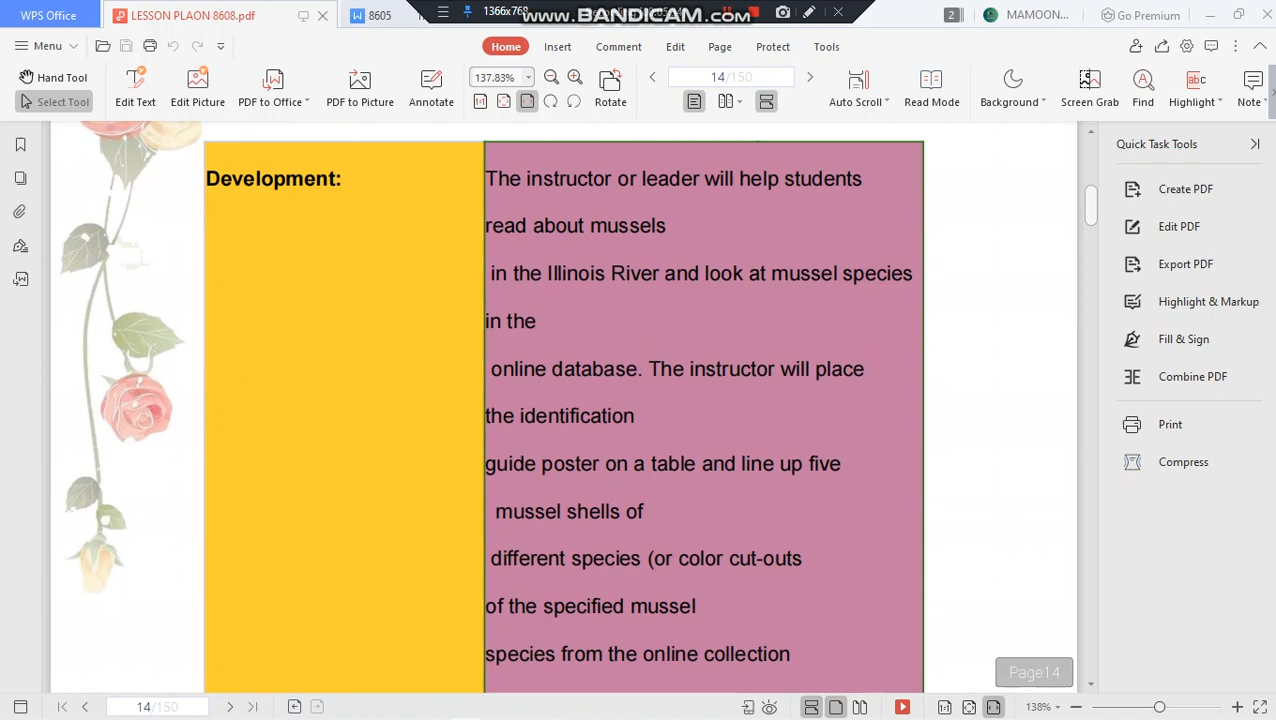 WPS Office
LESSON PLAON 8608.pdf
8605
1366x768
www.BANDICAM.com
2
MAMOON...
Go Premium
Menu
Home
Insert
Comment
Edit
Page
Protect
Tools
Hand Tool
Select Tool
Edit Text
Edit Picture
PDF to Office
PDF to Picture
Annotate
137.83%
Rotate
14/150
Auto Scroll
Read Mode
Background
Screen Grab
Find
Highlight
Note
Quick Task Tools
Create PDF
Edit PDF
Export PDF
Highlight & Markup
Fill & Sign
Combine PDF
Print
Compress
Development:
The instructor or leader will help students
read about mussels
in the Illinois River and look at mussel species
in the
online database. The instructor will place
the identification
guide poster on a table and line up five
mussel shells of
different species (or color cut-outs
of the specified mussel
species from the online collection
Page14
14/150
138%